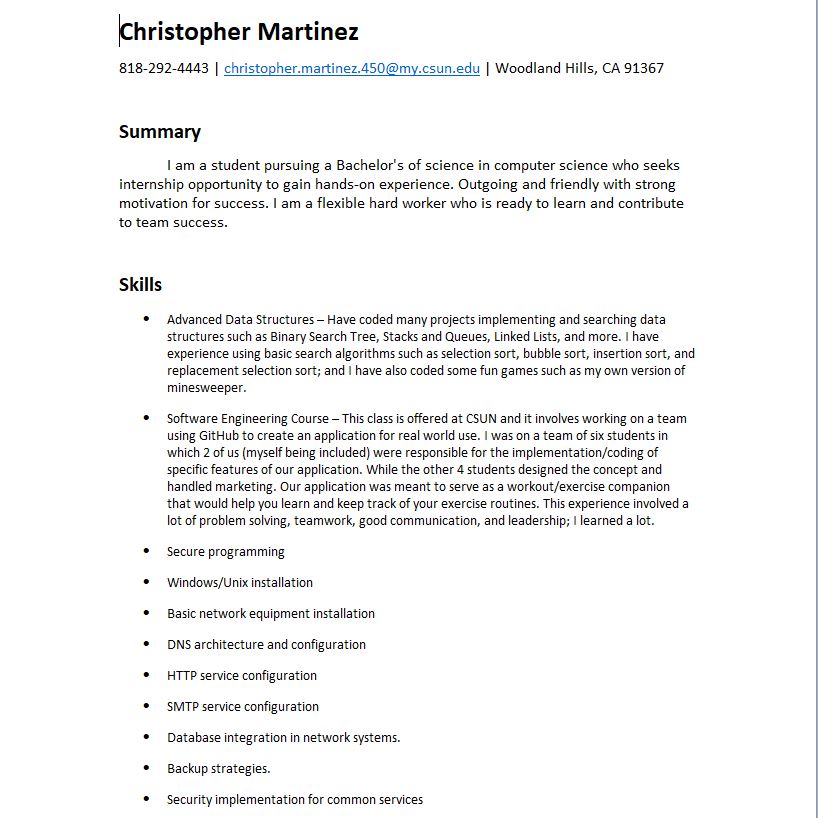 Christopher Martinez
818-292-4443 | christopher.martinez.450@my.csun.edu | Woodland Hills, CA 91367
Summary
I am a student pursuing a Bachelor's of science in computer science who seeks
internship opportunity to gain hands-on experience. Outgoing and friendly with strong
motivation for success. I am a flexible hard worker who is ready to learn and contribute
to team success.
Skills
• Advanced Data Structures – Have coded many projects implementing and searching data
structures such as Binary Search Tree, Stacks and Queues, Linked Lists, and more. I have
experience using basic search algorithms such as selection sort, bubble sort, insertion sort, and
replacement selection sort; and I have also coded some fun games such as my own version of
minesweeper.
• Software Engineering Course – This class is offered at CSUN and it involves working on a team
using GitHub to create an application for real world use. I was on a team of six students in
which 2 of us (myself being included) were responsible for the implementation/coding of
specific features of our application. While the other 4 students designed the concept and
handled marketing. Our application was meant to serve as a workout/exercise companion
that would help you learn and keep track of your exercise routines. This experience involved a
lot of problem solving, teamwork, good communication, and leadership; I learned a lot.
• Secure programming
• Windows/Unix installation
• Basic network equipment installation
• DNS architecture and configuration
• HTTP service configuration
• SMTP service configuration
• Database integration in network systems.
• Backup strategies.
• Security implementation for common services